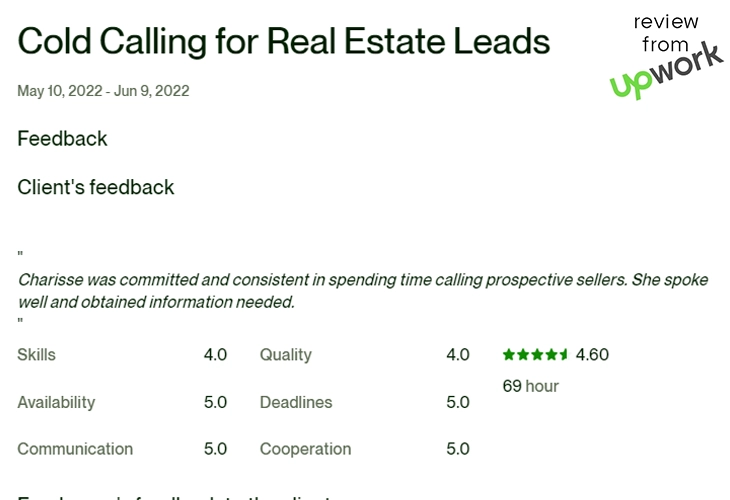 review
from
upwork
Cold Calling for Real Estate Leads
May 10, 2022 - Jun 9, 2022
Feedback
Client's feedback
"
Charisse was committed and consistent in spending time calling prospective sellers. She spoke
well and obtained information needed.
"
Skills 4.0 Quality 4.0 4.60
69 hour
Availability 5.0 Deadlines 5.0
Communication 5.0 Cooperation 5.0